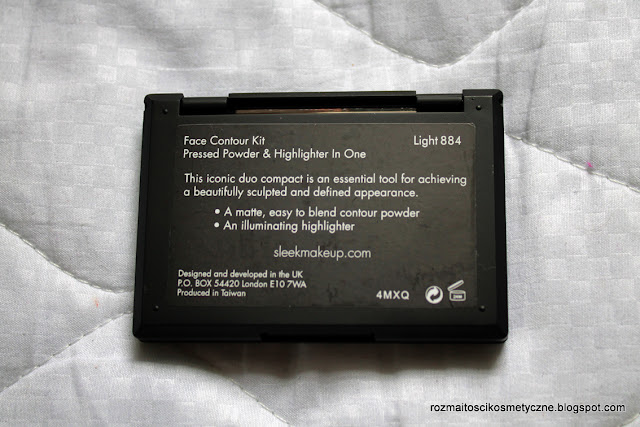 Face Contour Kit Light 884
Pressed Powder & Highlighter In One
This iconic duo compact is an essential tool for achieving
a beautifully sculpted and defined appearance.
• A matte, easy to blend contour powder
• An illuminating highlighter
sleekmakeup.com
Designed and developed in the UK
P.O. BOX 54420 London E10 7WA
Produced in Taiwan
4MXQ
rozmaitoscikosmetyczne.blogspot.com